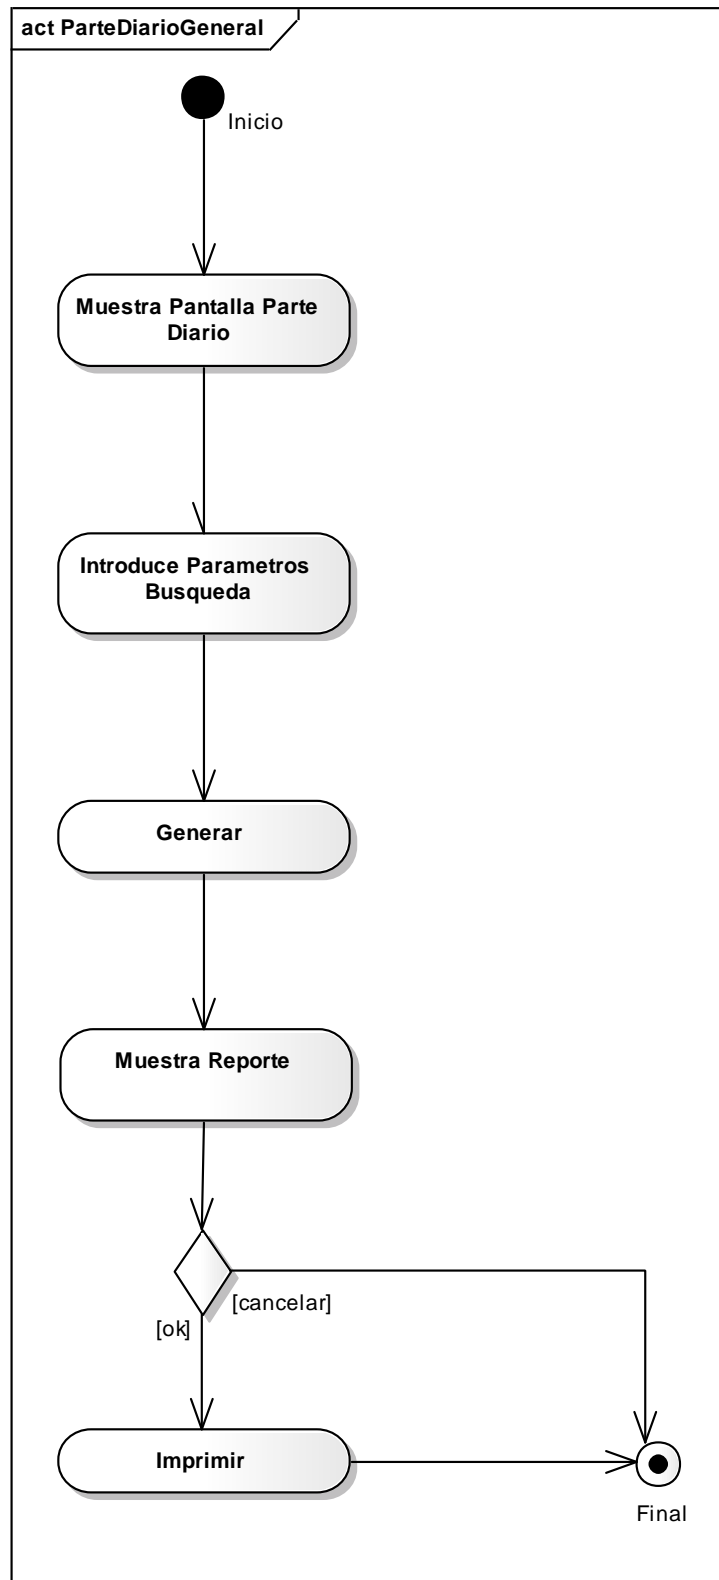 act ParteDiarioGeneral
Inicio
Muestra Pantalla Parte
Diario
Introduce Parametros
Busqueda
Generar
Muestra Reporte
[cancelar]
[ok]
Imprimir
Final